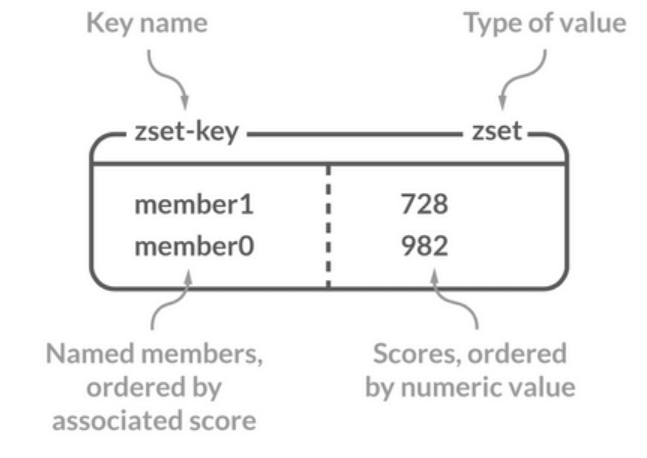 Key name
Type of value
zset-key
zset
member1
728
member0
982
Named members,
ordered by
associated score
Scores, ordered
by numeric value